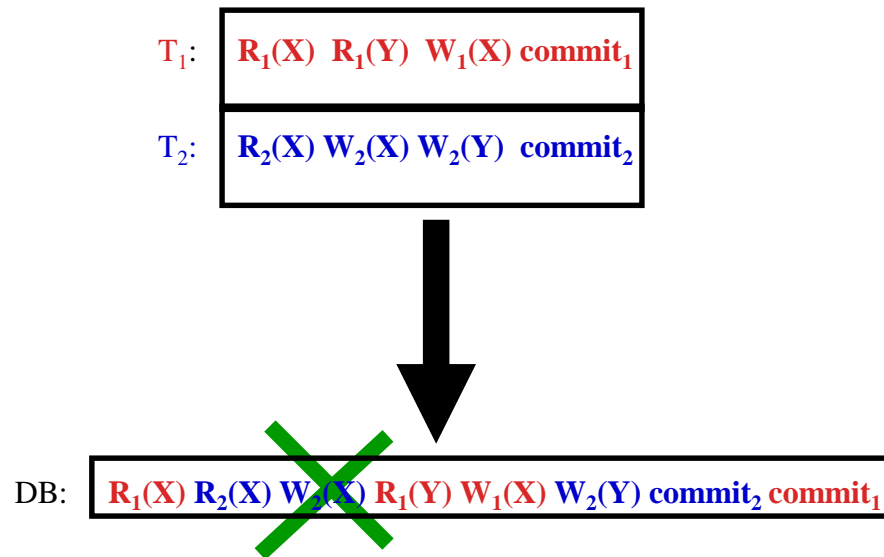 T₁: R₁(X) R₁(Y) W₁(X) commit₁
T₂: R₂(X) W₂(X) W₂(Y) commit₂
DB: R₁(X) R₂(X) W₂(X) R₁(Y) W₁(X) W₂(Y) commit₂ commit₁